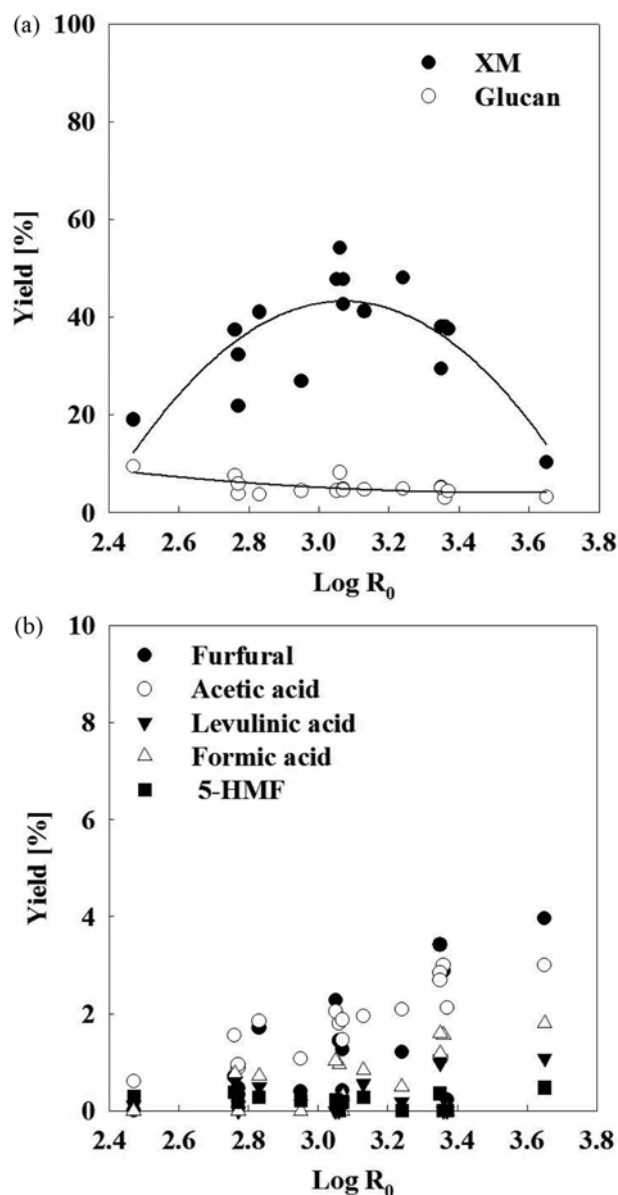 (a)
100
80
60
40
20
0
Yield [%]
XM
Glucan
2.4 2.6 2.8 3.0 3.2 3.4 3.6 3.8
Log R₀
(b)
10
8
6
4
2
0
Yield [%]
Furfural
Acetic acid
Levulinic acid
Formic acid
5-HMF
2.4 2.6 2.8 3.0 3.2 3.4 3.6 3.8
Log R₀